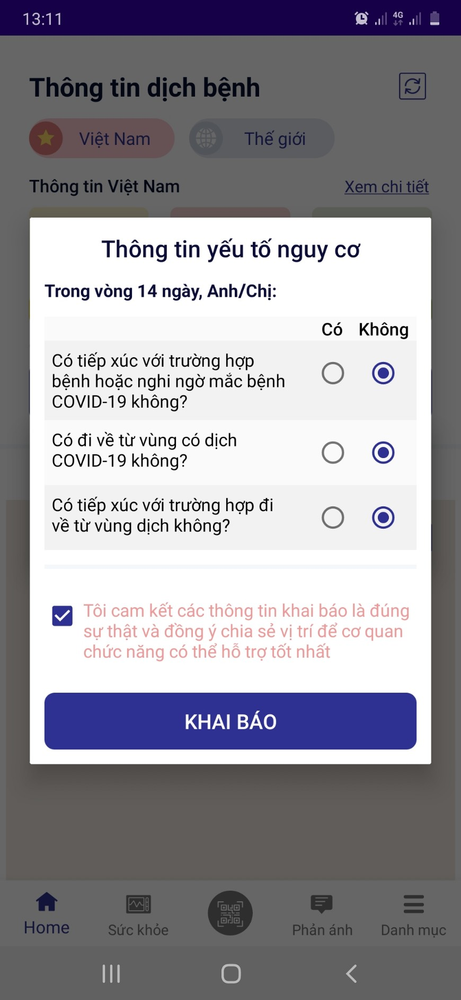 13:11
4G
Thông tin dịch bệnh
Việt Nam
Thế giới
Thông tin Việt Nam
Xem chi tiết
Thông tin yếu tố nguy cơ
Trong vòng 14 ngày, Anh/Chị:
Có Không
Có tiếp xúc với trường hợp
bệnh hoặc nghi ngờ mắc bệnh
COVID-19 không?
Có đi về từ vùng có dịch
COVID-19 không?
Có tiếp xúc với trường hợp đi
về từ vùng dịch không?
Tôi cam kết các thông tin khai báo là đúng
sự thật và đồng ý chia sẻ vị trí để cơ quan
chức năng có thể hỗ trợ tốt nhất
KHAI BÁO
Home
Sức khỏe
Phản ánh
Danh mục